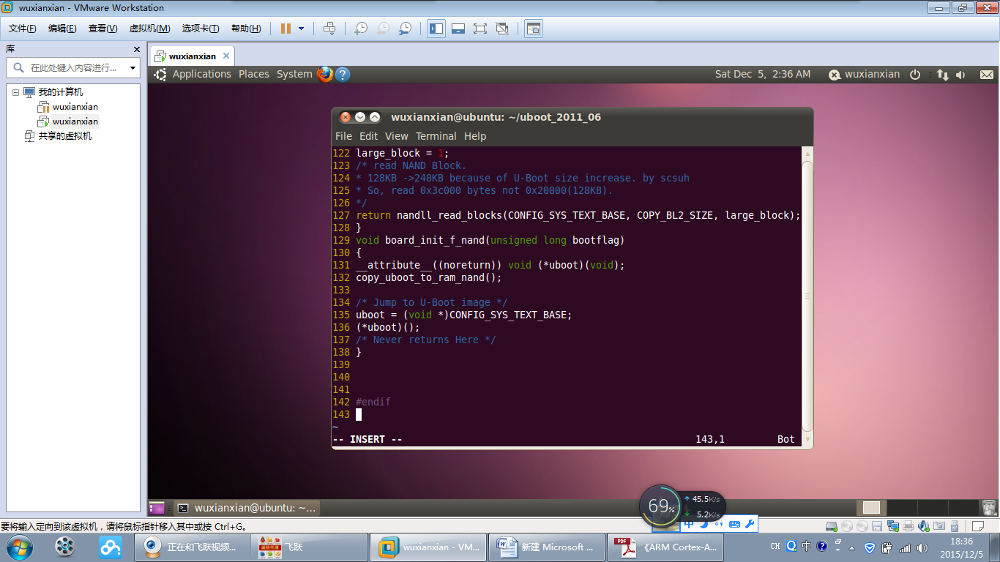 wuxianxian - VMware Workstation
文件(F) 编辑(E) 查看(V) 虚拟机(M) 选项卡(T) 帮助(H)
库
在此处键入内容进行...
我的计算机
wuxianxian
wuxianxian
共享的虚拟机
wuxianxian
Applications Places System
Sat Dec 5, 2:36 AM wuxianxian
wuxianxian@ubuntu: ~/uboot_2011_06
File Edit View Terminal Help
122 large_block = 1;
123 /* read NAND Block.
124 * 128KB ->240KB because of U-Boot size increase. by scsuh
125 * So, read 0x3c000 bytes not 0x20000(128KB).
126 */
127 return nandll_read_blocks(CONFIG_SYS_TEXT_BASE, COPY_BL2_SIZE, large_block);
128 }
129 void board_init_f_nand(unsigned long bootflag)
130 {
131 __attribute__((noreturn)) void (*uboot)(void);
132 copy_uboot_to_ram_nand();
133
134 /* Jump to U-Boot image */
135 uboot = (void *)CONFIG_SYS_TEXT_BASE;
136 (*uboot)();
137 /* Never returns Here */
138 }
139
140
141
142 #endif
143
~
-- INSERT -- 143,1 Bot
wuxianxian@ubuntu: ~...
69%
45.5K/s
5.2K/s
中
要将输入定向到该虚拟机，请将鼠标指针移入其中或按 Ctrl+G。
正在和飞跃视频...
飞跃
wuxianxian - VM...
新建 Microsoft ...
PDF
《ARM Cortex-A...
CH 中
18:36
2015/12/5